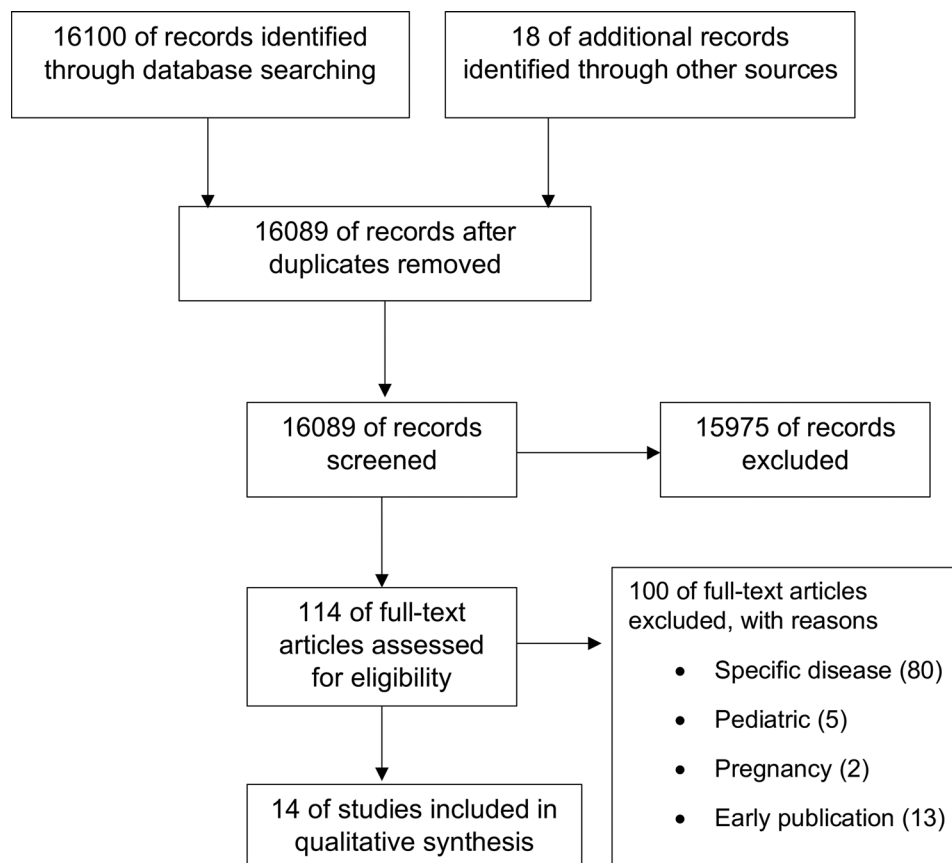 16100 of records identified
through database searching
18 of additional records
identified through other sources
16089 of records after
duplicates removed
16089 of records
screened
15975 of records
excluded
114 of full-text
articles assessed
for eligibility
100 of full-text articles
excluded, with reasons
• Specific disease (80)
• Pediatric (5)
• Pregnancy (2)
• Early publication (13)
14 of studies included in
qualitative synthesis